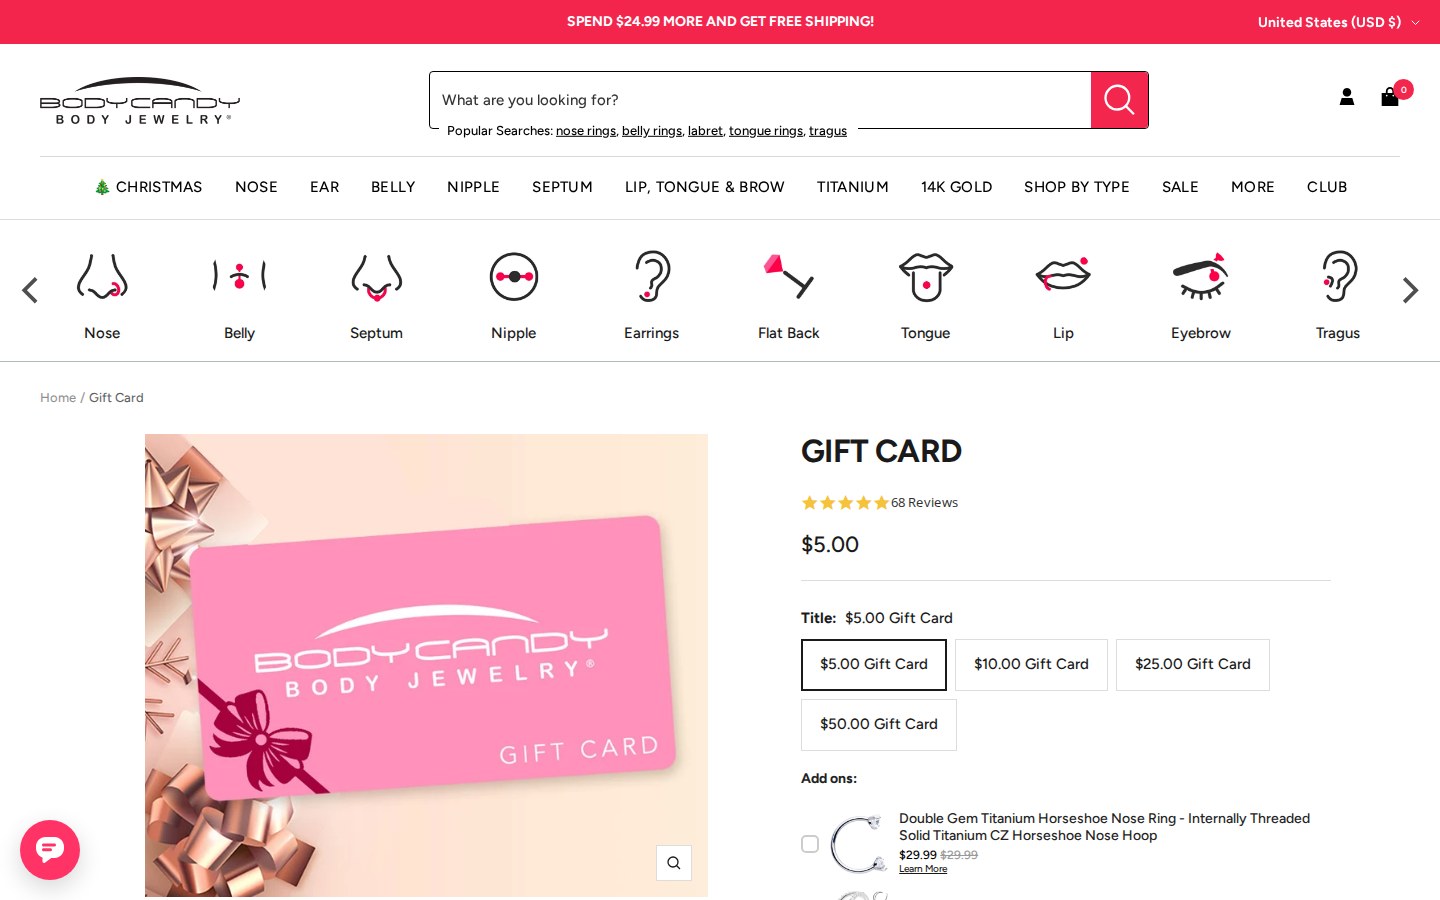 SPEND $24.99 MORE AND GET FREE SHIPPING!
United States (USD $)
BODYCANDY
BODY JEWELRY®
What are you looking for?
0
Popular Searches: nose rings, belly rings, labret, tongue rings, tragus
🎄 CHRISTMAS NOSE EAR BELLY NIPPLE SEPTUM LIP, TONGUE & BROW TITANIUM 14K GOLD SHOP BY TYPE SALE MORE CLUB
Nose Belly Septum Nipple Earrings Flat Back Tongue Lip Eyebrow Tragus
Home / Gift Card
BODYCANDY
BODY JEWELRY®
GIFT CARD
GIFT CARD
68 Reviews
$5.00
Title: $5.00 Gift Card
$5.00 Gift Card $10.00 Gift Card $25.00 Gift Card
$50.00 Gift Card
Add ons:
Double Gem Titanium Horseshoe Nose Ring - Internally Threaded
Solid Titanium CZ Horseshoe Nose Hoop
$29.99 $29.99
Learn More